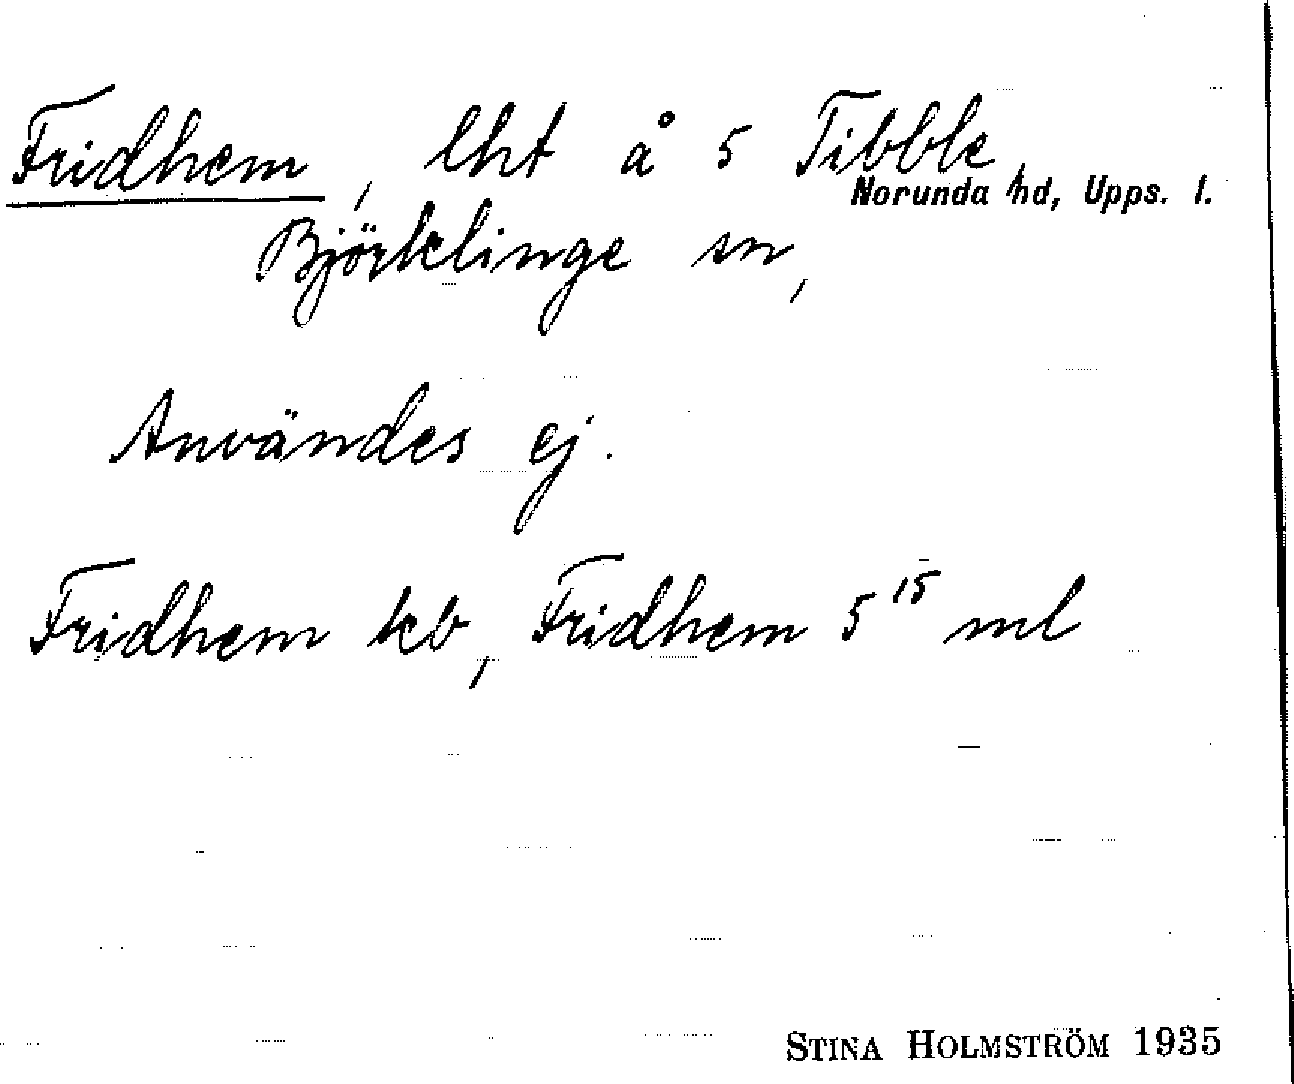 Fridhem, lht å 5 Tibble,
Norunda hd, Upps. l.
Björklinge sn,
Användes ej.
Fridhem kb, Fridhem 5¹⁵ ml
STINA HOLMSTRÖM 1935